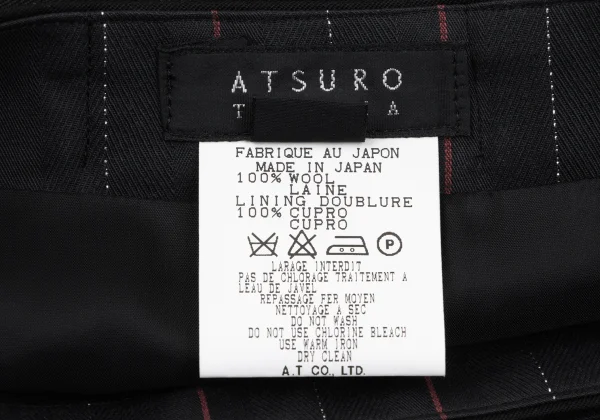 ATSURO
T A
FABRIQUE AU JAPON
MADE IN JAPAN
100% WOOL
LAINE
LINING DOUBLURE
100% CUPRO
CUPRO
P
LARAGE INTERDIT
PAS DE CHLORAGE TRAITEMENT A
LEAU DE JAVEL
REPASSAGE FER MOYEN
NETTOYAGE A SEC
DO NOT WASH
DO NOT USE CHLORINE BLEACH
USE WARM IRON
DRY CLEAN
A.T CO., LTD.